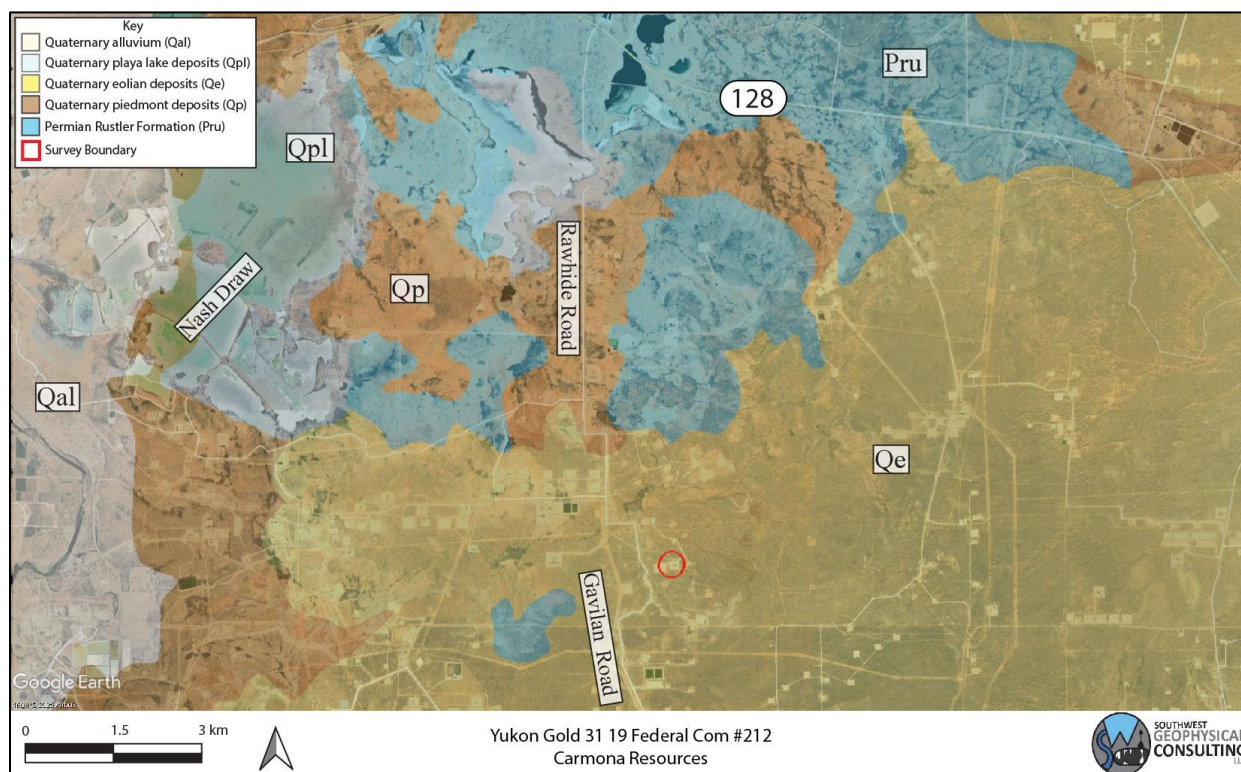 Key
Quaternary alluvium (Qal)
Quaternary playa lake deposits (Qpl)
Quaternary eolian deposits (Qe)
Quaternary piedmont deposits (Qp)
Permian Rustler Formation (Pru)
Survey Boundary
Pru
128
Qpl
Rawhide Road
Nash Draw
Qp
Qal
Qe
Gavilan Road
Google Earth
0 1.5 3 km
Yukon Gold 31 19 Federal Com #212
Carmona Resources
SOUTHWEST
GEOPHYSICAL
CONSULTING